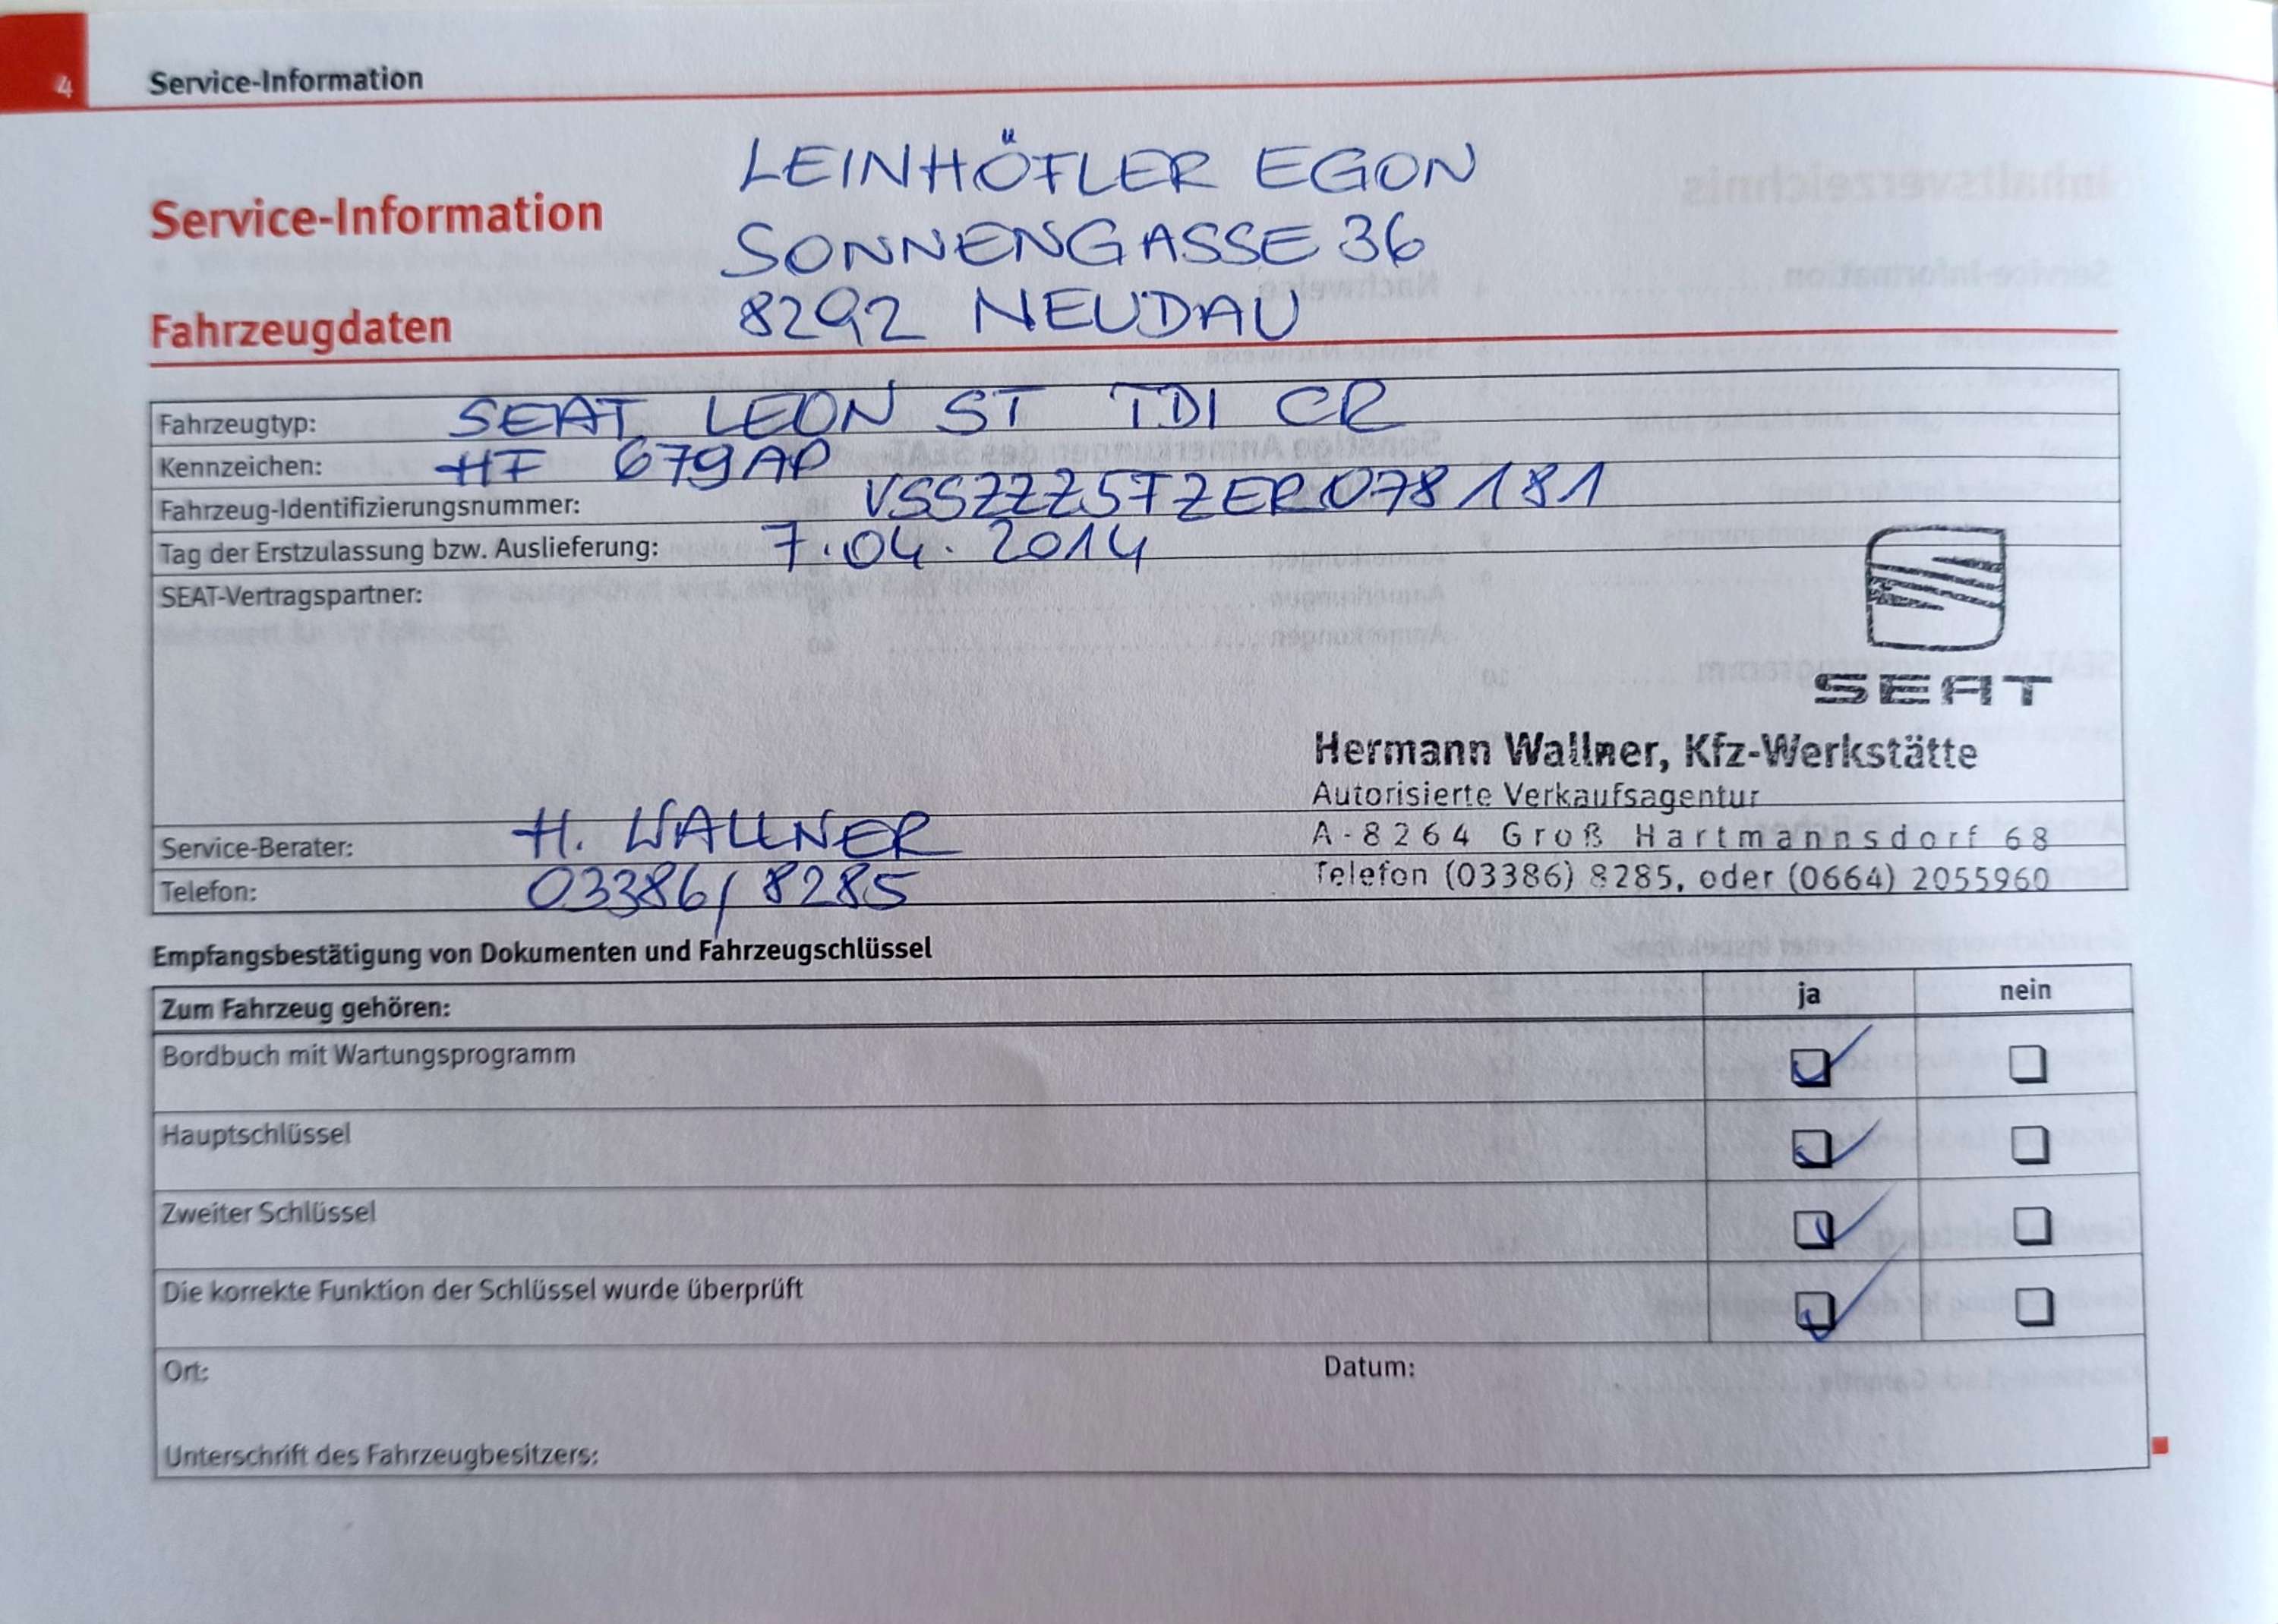 4 Service-Information
LEINHÖFLER EGON
Service-Information
SONNENGASSE 36
8292 NEUDAU
Fahrzeugdaten
Fahrzeugtyp: SEAT LEON ST TDI CR
Kennzeichen: HF 679AP
Fahrzeug-Identifizierungsnummer: VSSZZZ5FZER078181
Tag der Erstzulassung bzw. Auslieferung: 7.04.2014
SEAT-Vertragspartner:
SEAT
Hermann Wallner, Kfz-Werkstätte
Autorisierte Verkaufsagentur
A-8264 Groß Hartmannsdorf 68
Telefon (03386) 8285, oder (0664) 2055960
Service-Berater: H. WALLNER
Telefon: 03386/8285
Empfangsbestätigung von Dokumenten und Fahrzeugschlüssel
Zum Fahrzeug gehören: ja nein
Bordbuch mit Wartungsprogramm
Hauptschlüssel
Zweiter Schlüssel
Die korrekte Funktion der Schlüssel wurde überprüft
Ort: Datum:
Unterschrift des Fahrzeugbesitzers: